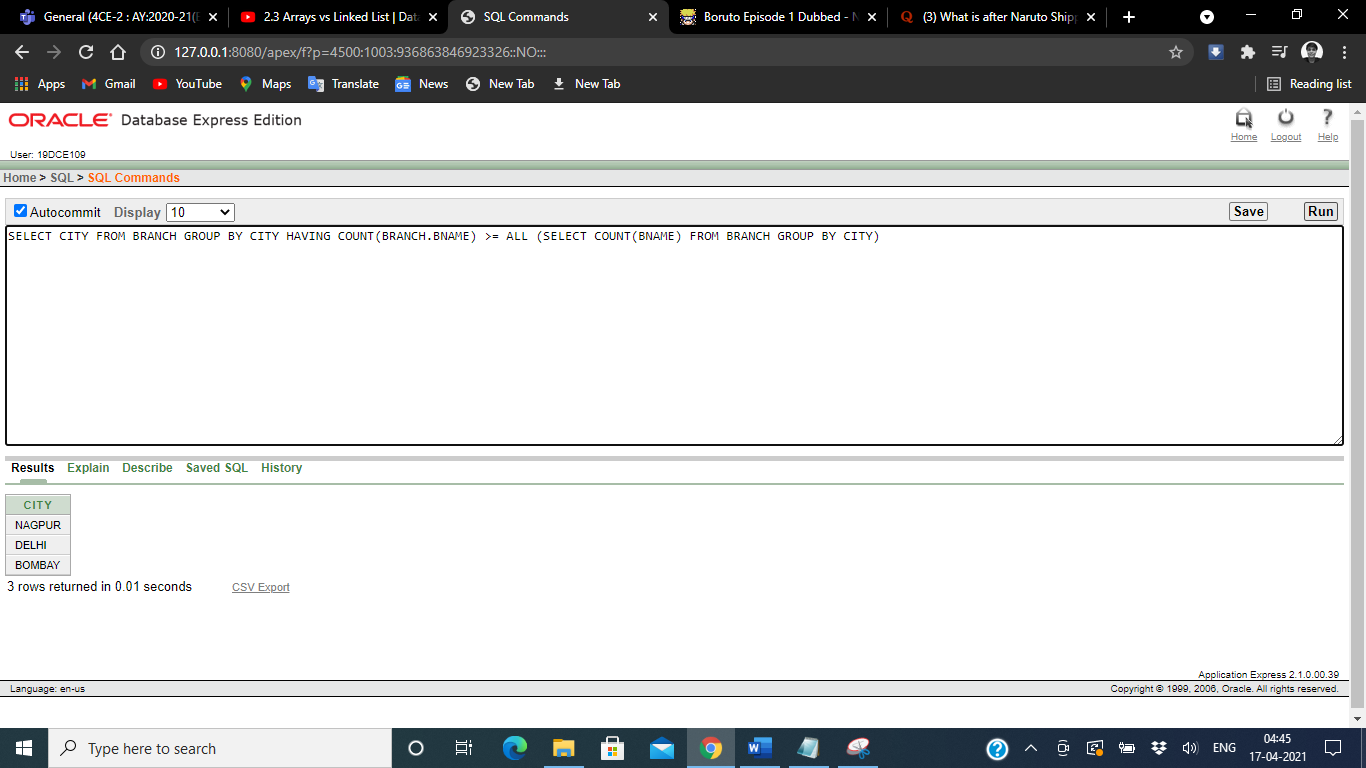 General (4CE-2 : AY:2020-21(E
2.3 Arrays vs Linked List | Dat
SQL Commands
Boruto Episode 1 Dubbed - N
(3) What is after Naruto Ship
127.0.0.1:8080/apex/f?p=4500:1003:936863846923326::NO:::
Apps Gmail YouTube Maps Translate News New Tab New Tab Reading list
ORACLE Database Express Edition
Home Logout Help
User: 19DCE109
Home > SQL > SQL Commands
Autocommit Display 10 Save Run
SELECT CITY FROM BRANCH GROUP BY CITY HAVING COUNT(BRANCH.BNAME) >= ALL (SELECT COUNT(BNAME) FROM BRANCH GROUP BY CITY)
Results Explain Describe Saved SQL History
CITY
NAGPUR
DELHI
BOMBAY
3 rows returned in 0.01 seconds CSV Export
Application Express 2.1.0.00.39
Language: en-us Copyright © 1999, 2006, Oracle. All rights reserved.
Type here to search
ENG
04:45
17-04-2021